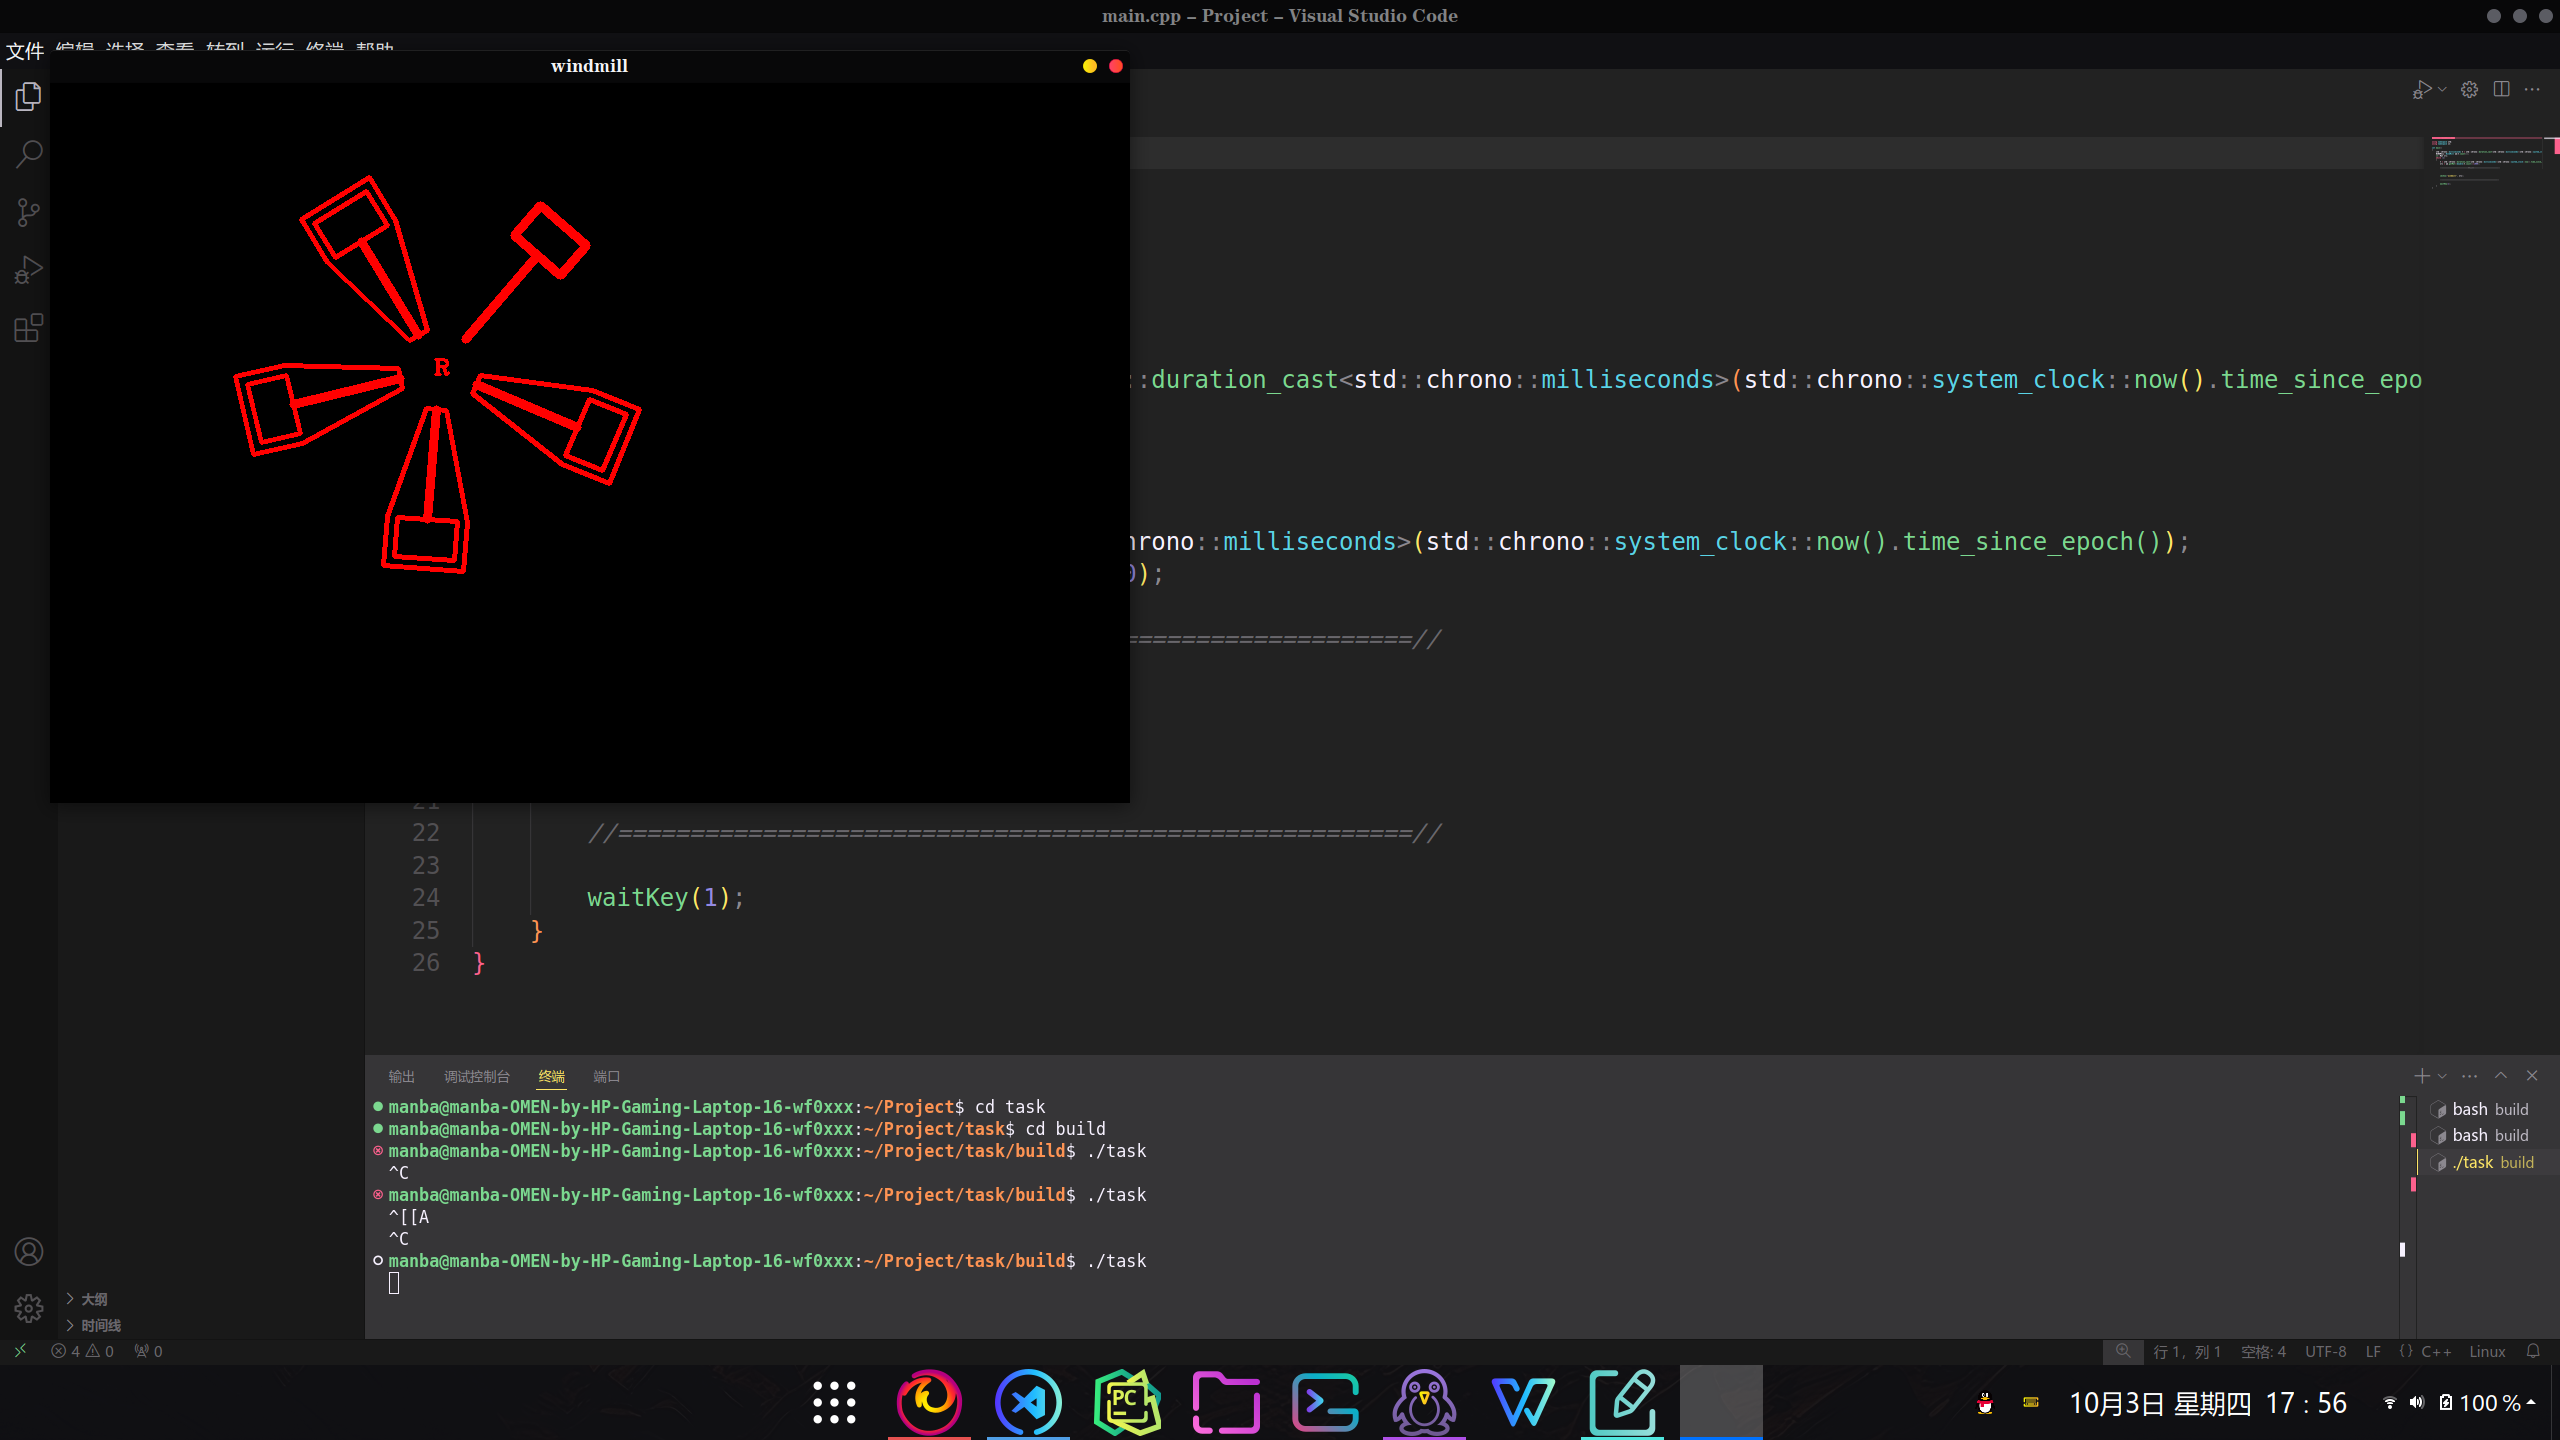 main.cpp – Project – Visual Studio Code
文件 编辑 选择 查看 转到 运行 终端 帮助
windmill
R
::duration_cast<std::chrono::milliseconds>(std::chrono::system_clock::now().time_since_epo
hrono::milliseconds>(std::chrono::system_clock::now().time_since_epoch());
0);
====================//
21
22 //=======================================================//
23
24 waitKey(1);
25 }
26 }
输出 调试控制台 终端 端口
manba@manba-OMEN-by-HP-Gaming-Laptop-16-wf0xxx:~/Project$ cd task
manba@manba-OMEN-by-HP-Gaming-Laptop-16-wf0xxx:~/Project/task$ cd build
manba@manba-OMEN-by-HP-Gaming-Laptop-16-wf0xxx:~/Project/task/build$ ./task
^C
manba@manba-OMEN-by-HP-Gaming-Laptop-16-wf0xxx:~/Project/task/build$ ./task
^[[A
^C
manba@manba-OMEN-by-HP-Gaming-Laptop-16-wf0xxx:~/Project/task/build$ ./task
bash build
bash build
./task build
大纲
时间线
4 0 0
行 1, 列 1 空格: 4 UTF-8 LF {} C++ Linux
PC
10月3日 星期四 17 : 56
100 %